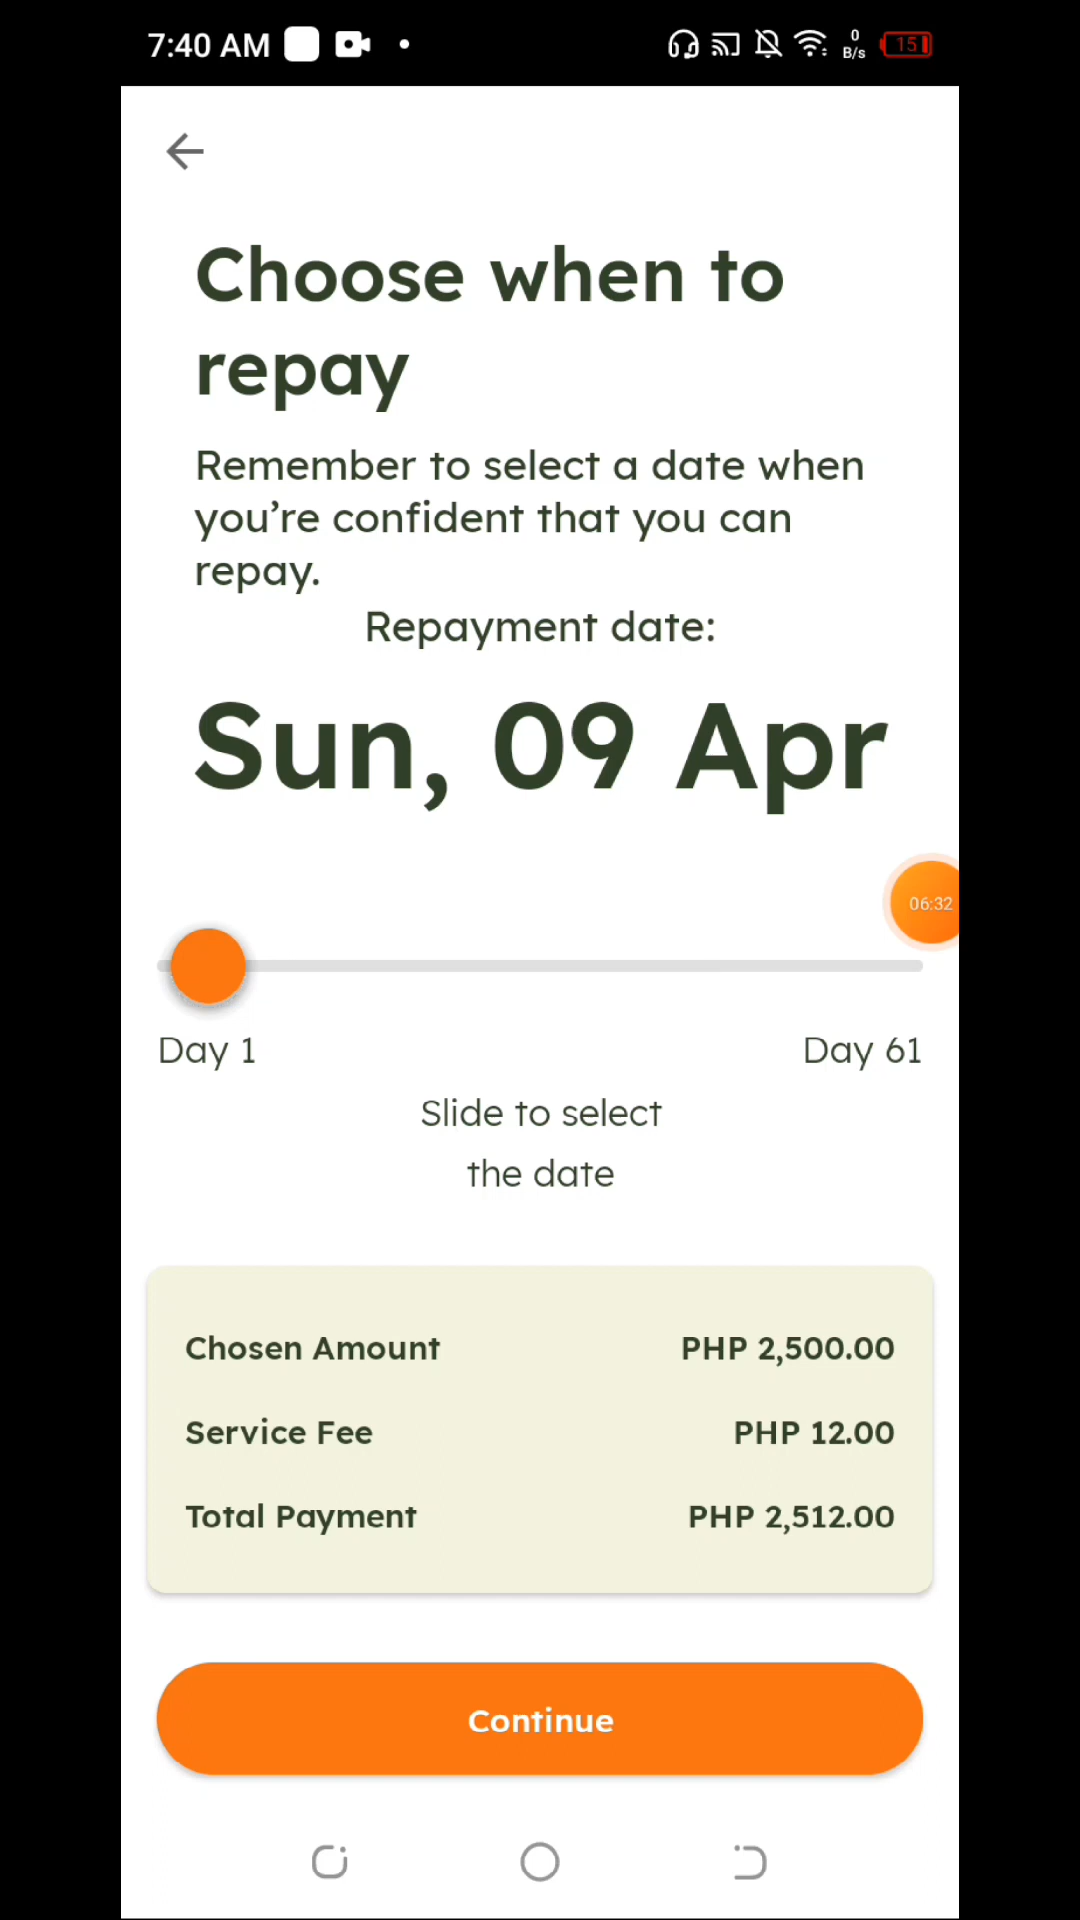 7:40 AM
0
B/s
15
Choose when to
repay
Remember to select a date when
you’re confident that you can
repay.
Repayment date:
Sun, 09 Apr
06:32
Day 1
Day 61
Slide to select
the date
Chosen Amount
PHP 2,500.00
Service Fee
PHP 12.00
Total Payment
PHP 2,512.00
Continue